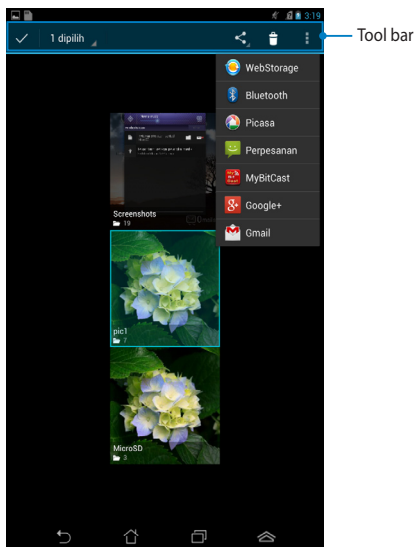 3:19
1 dipilih
Tool bar
WebStorage
Bluetooth
Picasa
Perpesanan
MyBitCast
Google+
Gmail
Screenshots
19
pic1
7
MicroSD
3